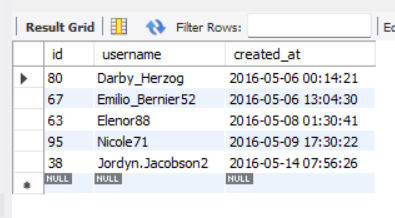 Result Grid Filter Rows: Ed
id username created_at
80 Darby_Herzog 2016-05-06 00:14:21
67 Emilio_Bernier52 2016-05-06 13:04:30
63 Elenor88 2016-05-08 01:30:41
95 Nicole71 2016-05-09 17:30:22
38 Jordyn.Jacobson2 2016-05-14 07:56:26
NULL NULL NULL